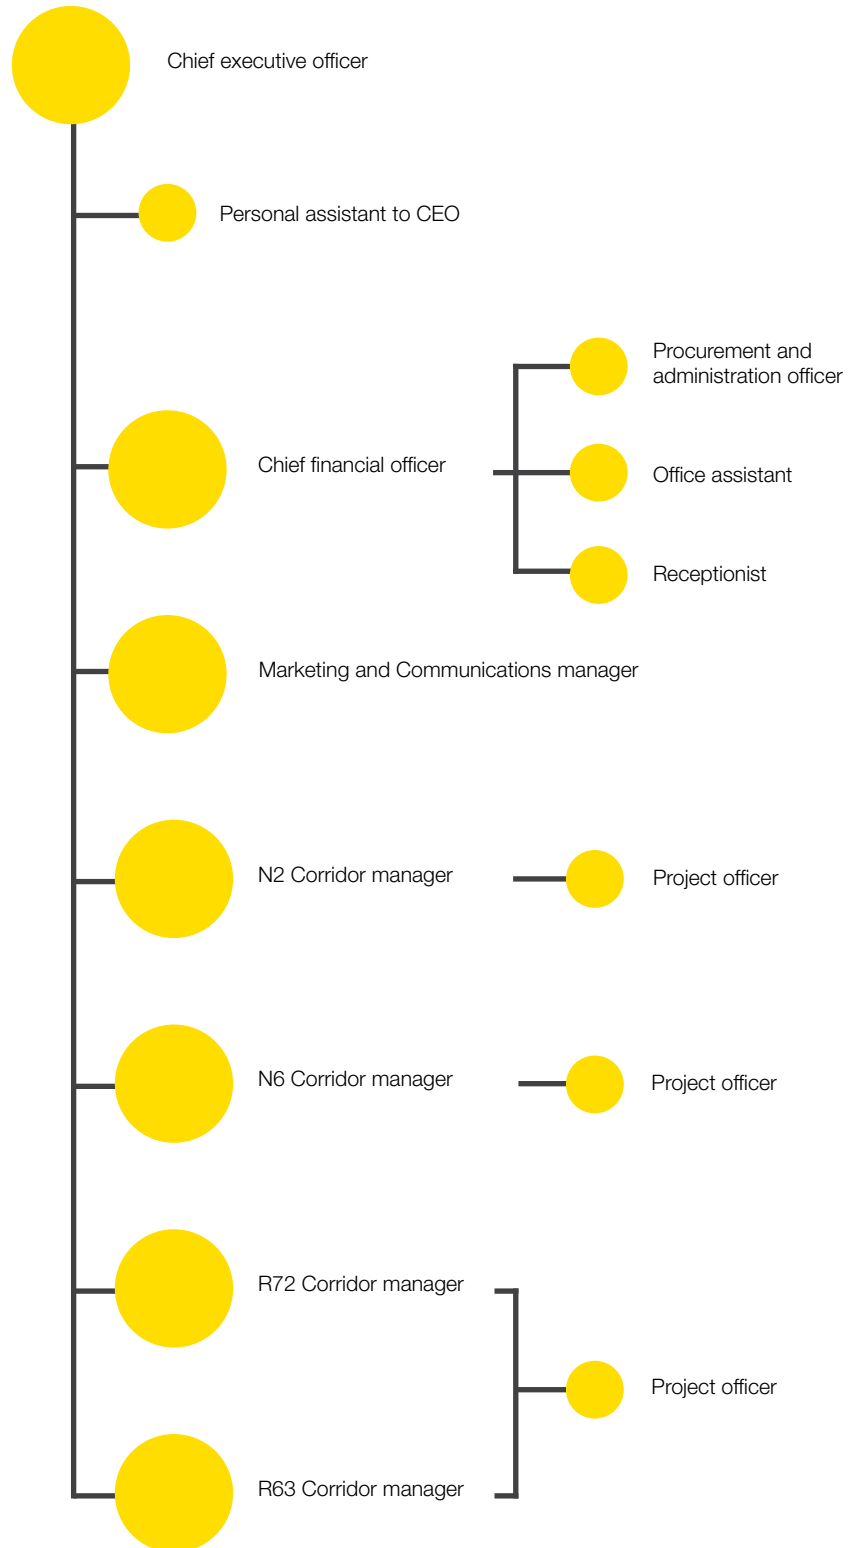 Chief executive officer
Personal assistant to CEO
Procurement and
administration officer
Chief financial officer
Office assistant
Receptionist
Marketing and Communications manager
N2 Corridor manager
Project officer
N6 Corridor manager
Project officer
R72 Corridor manager
Project officer
R63 Corridor manager